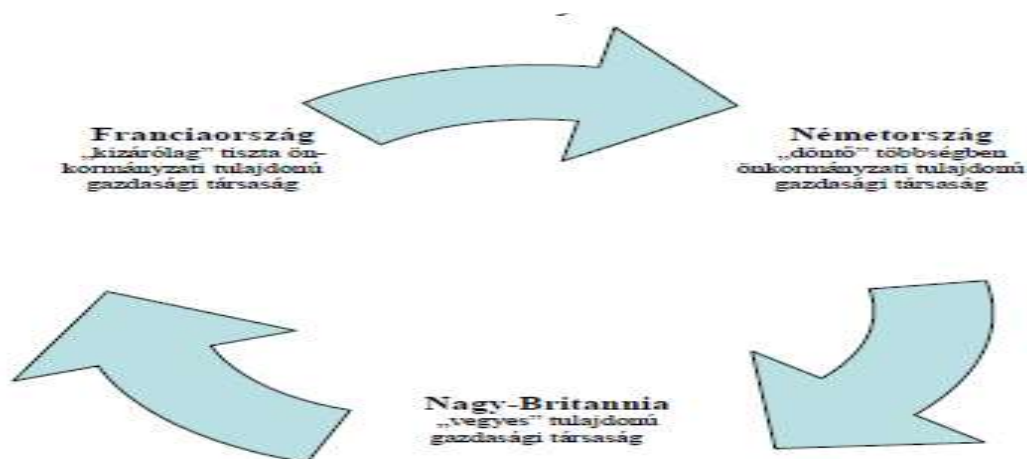 Franciaország
„kizárólag” tiszta ön-
kormányzati tulajdonú
gazdasági társaság
Németország
„döntő” többségben
önkormányzati tulajdonú
gazdasági társaság
Nagy-Britannia
„vegyes” tulajdonú
gazdasági társaság